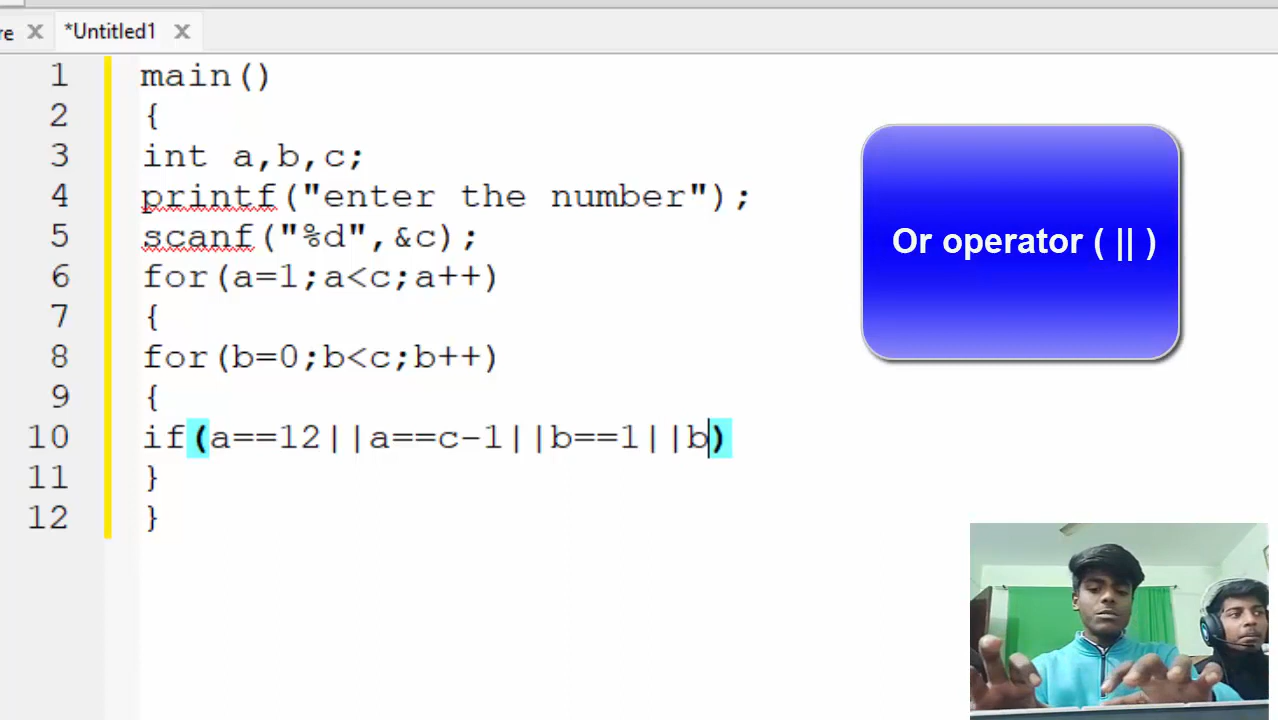 re
*Untitled1
1 main()
2 {
3 int a,b,c;
4 printf("enter the number");
5 scanf("%d",&c);
6 for(a=1;a<c;a++)
7 {
8 for(b=0;b<c;b++)
9 {
10 if(a==12||a==c-1||b==1||b)
11 }
12 }
Or operator ( || )